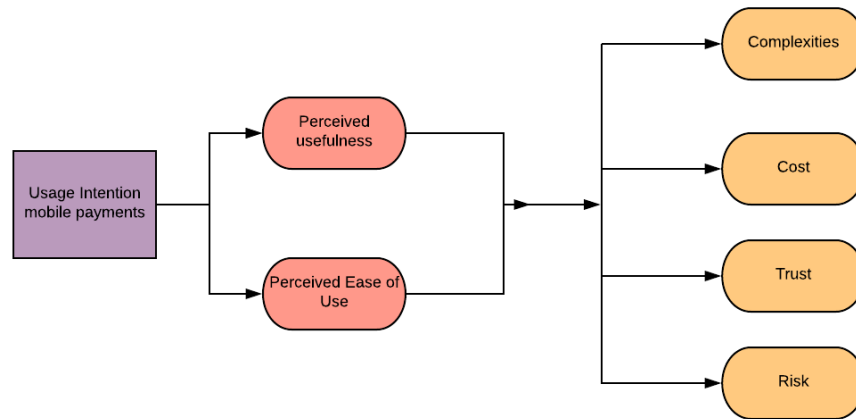 Usage Intention
mobile payments
Perceived
usefulness
Perceived Ease of
Use
Complexities
Cost
Trust
Risk